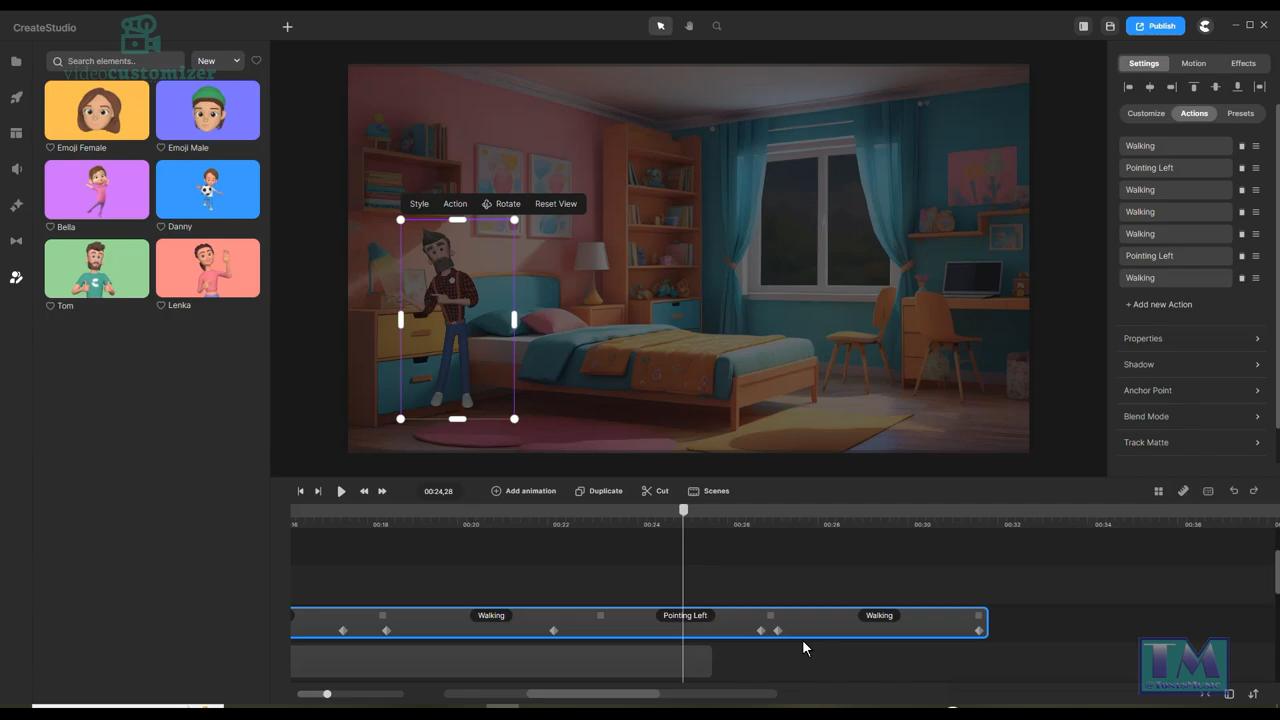 CreateStudio
Publish
videocustomizer
Search elements..
New
Emoji Female
Emoji Male
Bella
Danny
Tom
Lenka
Style
Action
Rotate
Reset View
Settings
Motion
Effects
Customize
Actions
Presets
Walking
Pointing Left
Walking
Walking
Walking
Pointing Left
Walking
+ Add new Action
Properties
Shadow
Anchor Point
Blend Mode
Track Matte
00:24,28
Add animation
Duplicate
Cut
Scenes
00:18
00:20
00:22
00:24
00:26
00:28
00:30
00:32
00:34
00:36
Walking
Pointing Left
Walking
TM